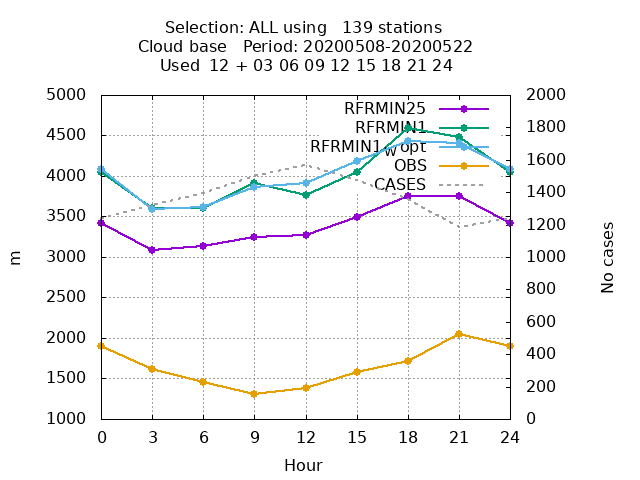 Selection: ALL using   139 stations
Cloud base   Period: 20200508-20200522
Used  12 + 03 06 09 12 15 18 21 24
RFRMIN25
RFRMIN1
RFRMIN1_W opt
OBS
CASES
5000
4500
4000
3500
3000
2500
2000
1500
1000
m
2000
1800
1600
1400
1200
1000
800
600
400
200
0
No cases
0 3 6 9 12 15 18 21 24
Hour